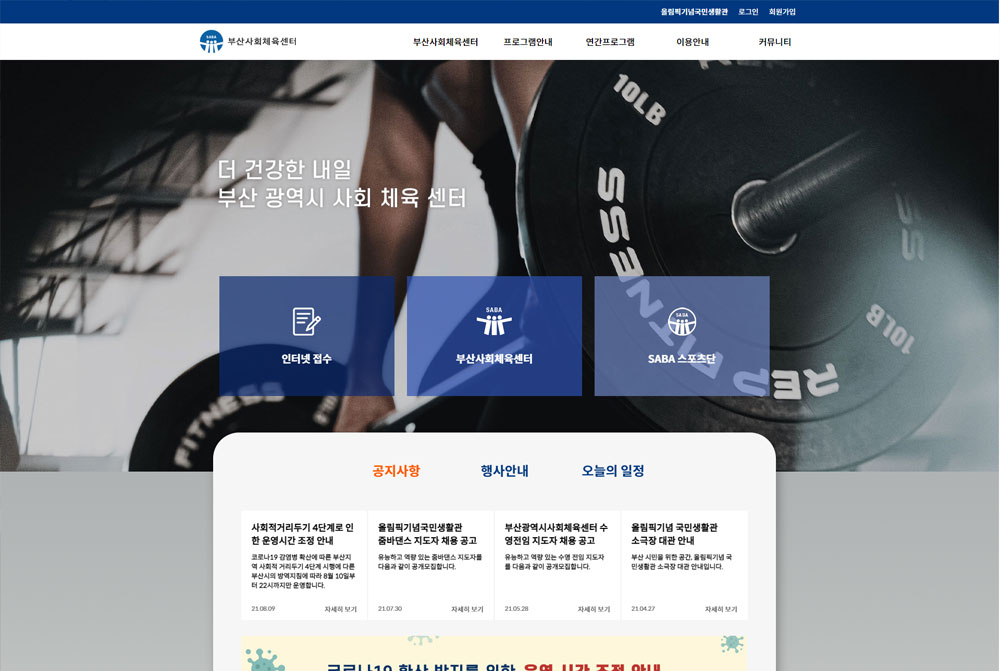 올림픽기념국민생활관 로그인 회원가입
SABA 부산사회체육센터
부산사회체육센터 프로그램안내 연간프로그램 이용안내 커뮤니티
더 건강한 내일
부산 광역시 사회 체육 센터
10LB
FITNESS
REP FITNESS
10LB
인터넷 접수
SABA
부산사회체육센터
SABA
SABA 스포츠단
공지사항 행사안내 오늘의 일정
사회적거리두기 4단계로 인
한 운영시간 조정 안내
코로나19 감염병 확산에 따른 부산지
역 사회적 거리두기 4단계 시행에 다른
부산시의 방역지침에 따라 8월 10일부
터 22시까지만 운영합니다.
21.08.09 자세히 보기
올림픽기념국민생활관
줌바댄스 지도자 채용 공고
유능하고 역량 있는 줌바댄스 지도자를
다음과 같이 공개모집합니다.
21.07.30 자세히 보기
부산광역시사회체육센터 수
영전임 지도자 채용 공고
유능하고 역량 있는 수영 전임 지도자
를 다음과 같이 공개모집합니다.
21.05.28 자세히 보기
올림픽기념 국민생활관
소극장 대관 안내
부산 시민을 위한 공간, 올림픽기념 국
민생활관 소극장 대관 안내입니다.
21.04.27 자세히 보기
코로나19 확산 방지를 위한 운영 시간 조정 안내